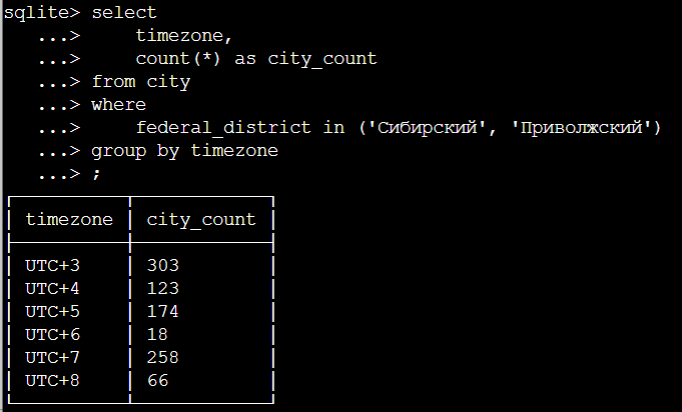 sqlite> select
   ...>     timezone,
   ...>     count(*) as city_count
   ...> from city
   ...> where
   ...>     federal_district in ('Сибирский', 'Приволжский')
   ...> group by timezone
   ...> ;
timezone city_count
UTC+3 303
UTC+4 123
UTC+5 174
UTC+6 18
UTC+7 258
UTC+8 66